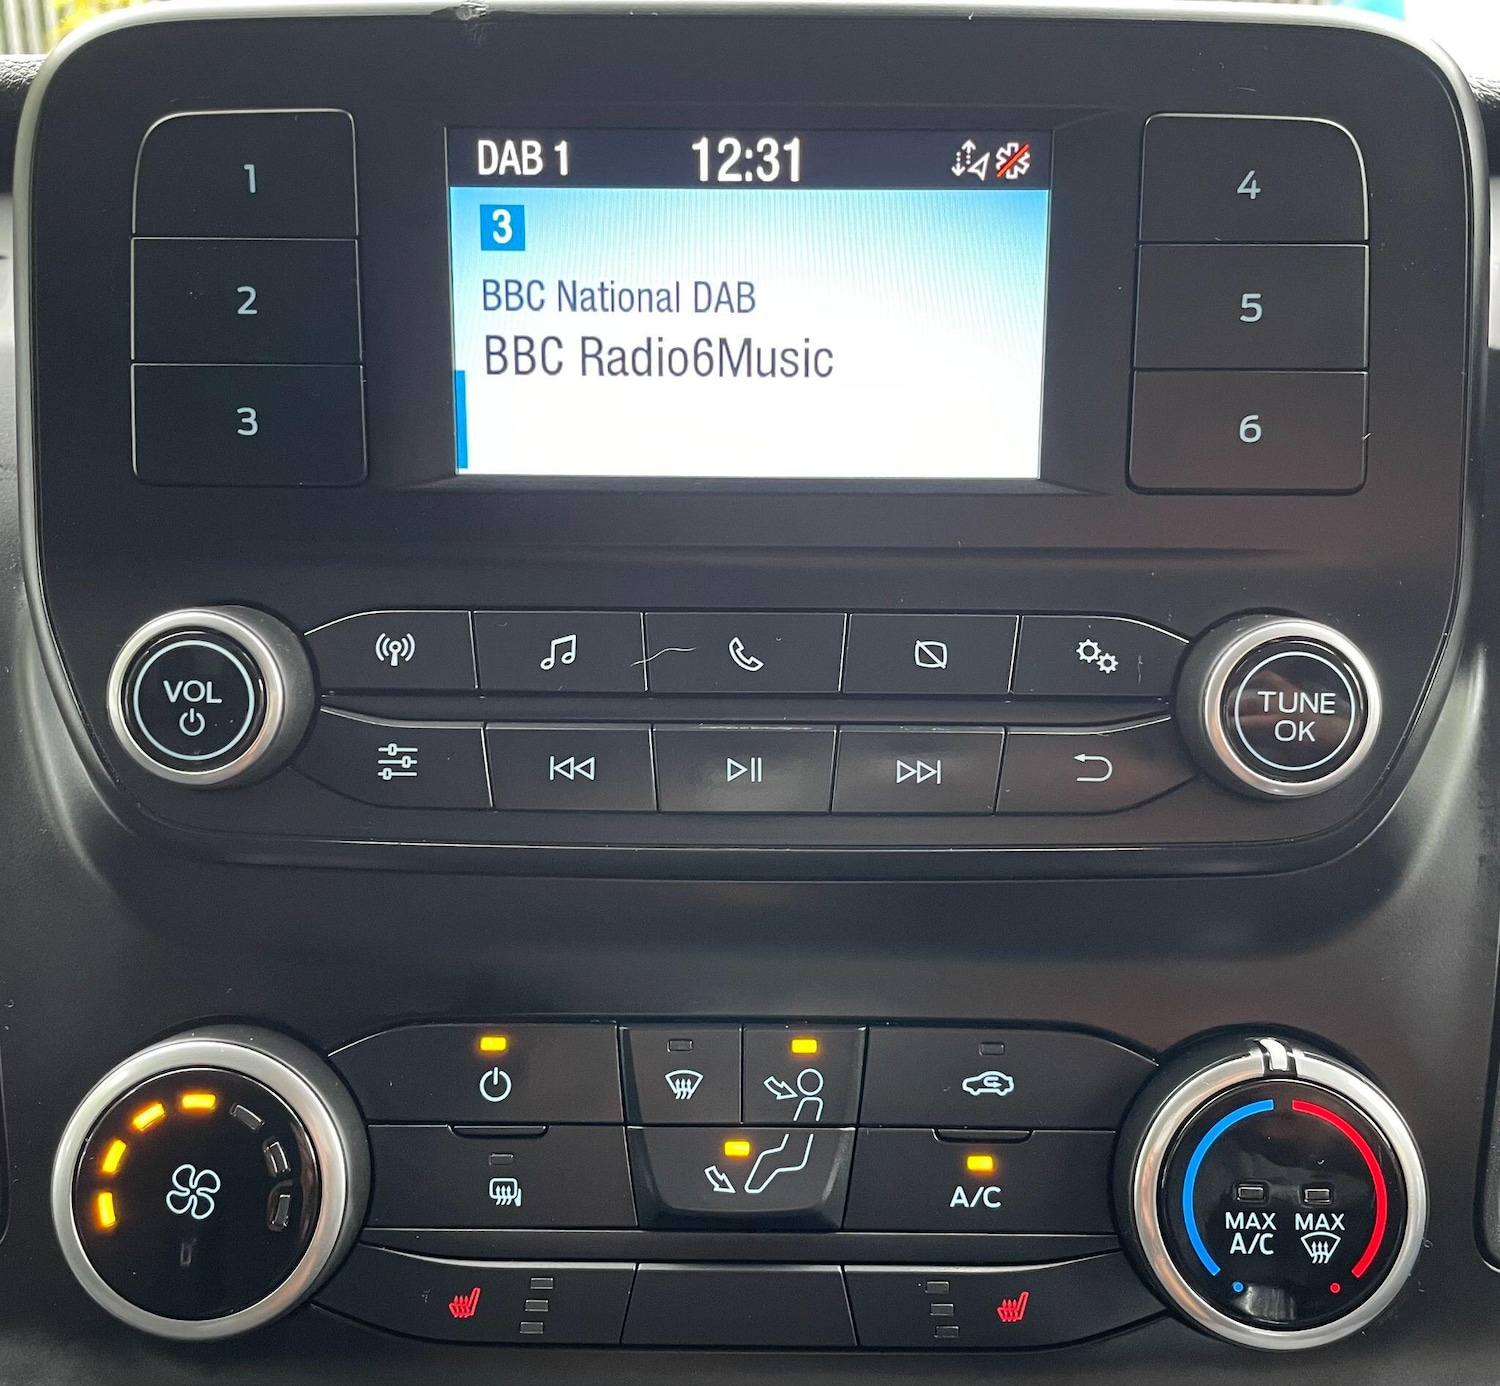 DAB 1 12:31
3
BBC National DAB
BBC Radio6Music
1
2
3
4
5
6
VOL
TUNE
OK
A/C
MAX MAX
A/C